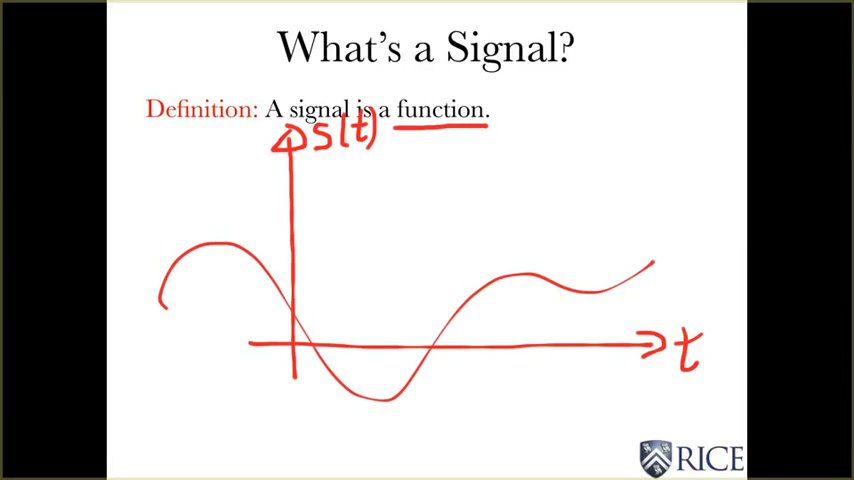 What's a Signal?
Definition: A signal is a function.
s(t)
t
RICE